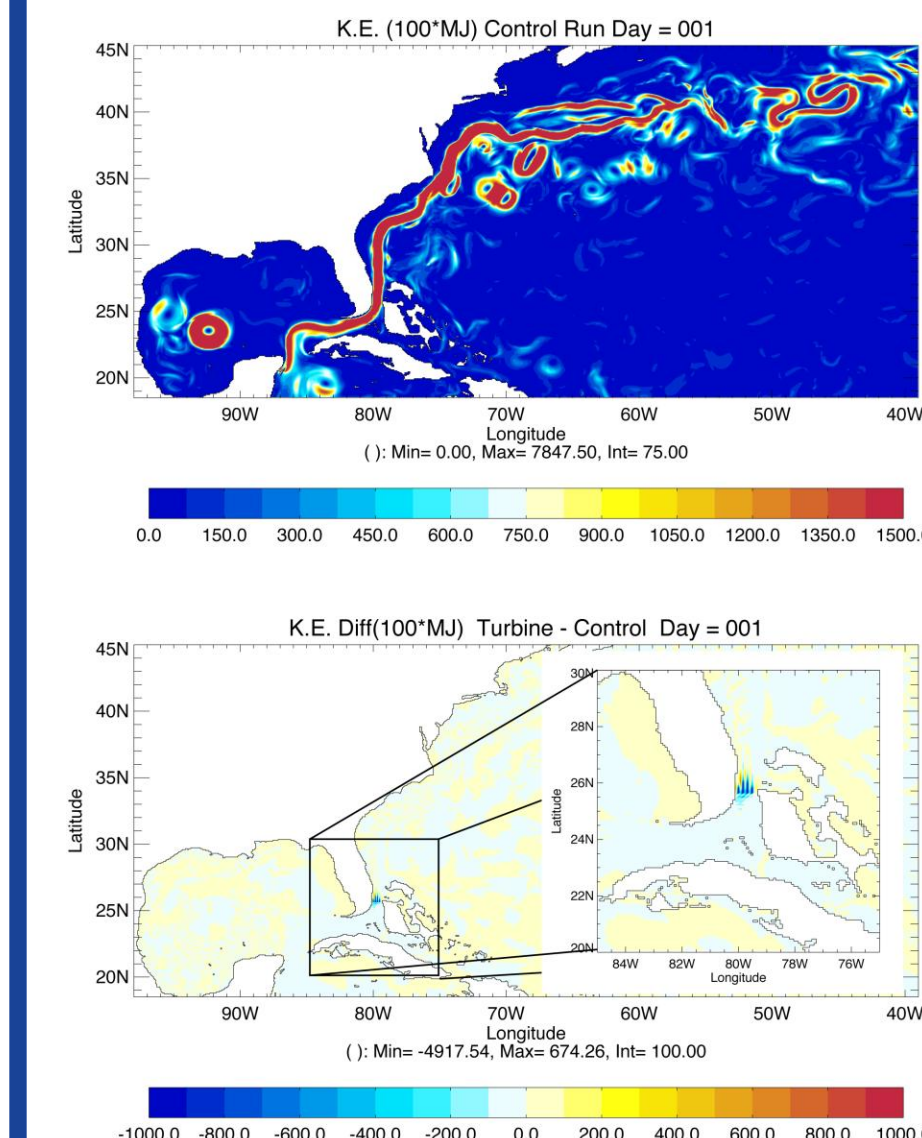 K.E. (100*MJ) Control Run Day = 001
45N
40N
35N
30N
25N
20N
Latitude
90W 80W 70W 60W 50W 40W
Longitude
( ): Min= 0.00, Max= 7847.50, Int= 75.00
0.0 150.0 300.0 450.0 600.0 750.0 900.0 1050.0 1200.0 1350.0 1500.
K.E. Diff(100*MJ) Turbine - Control Day = 001
45N
40N
35N
30N
25N
20N
Latitude
30N
28N
26N
24N
22N
20N
Latitude
84W 82W 80W 78W 76W
Longitude
90W 80W 70W 60W 50W 40W
Longitude
( ): Min= -4917.54, Max= 674.26, Int= 100.00
-1000.0 -800.0 -600.0 -400.0 -200.0 0.0 200.0 400.0 600.0 800.0 1000.